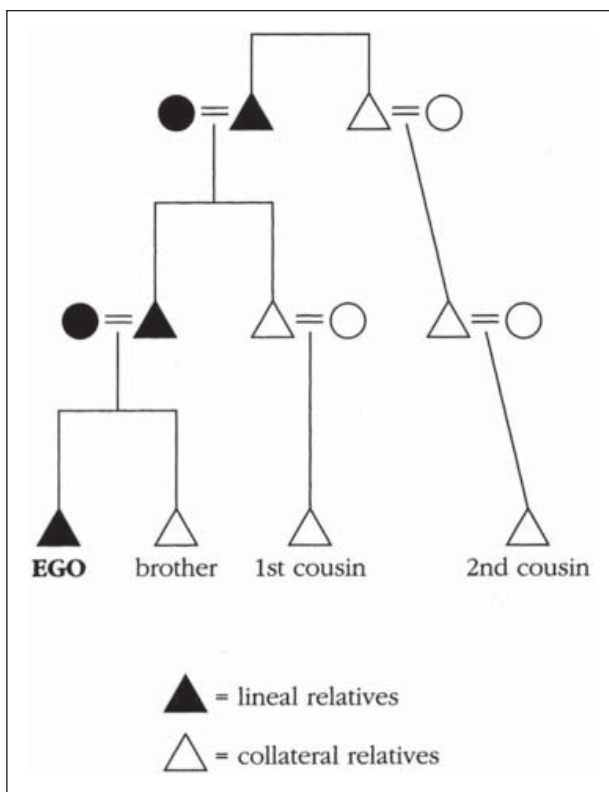 EGO brother 1st cousin 2nd cousin
= lineal relatives
= collateral relatives